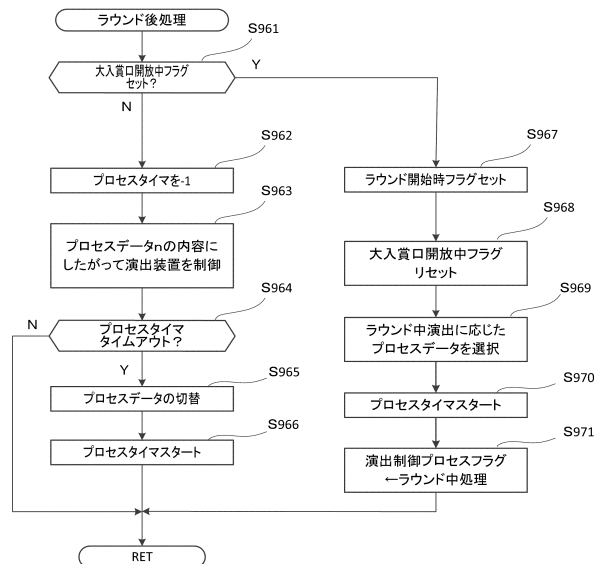 ラウンド後処理
S961
大入賞口開放中フラグ
セット?
Y
N
S962
プロセスタイマを-1
S963
プロセスデータnの内容に
したがって演出装置を制御
S964
プロセスタイマ
タイムアウト?
N
Y
S965
プロセスデータの切替
S966
プロセスタイマスタート
S967
ラウンド開始時フラグセット
S968
大入賞口開放中フラグ
リセット
S969
ラウンド中演出に応じた
プロセスデータを選択
S970
プロセスタイマスタート
S971
演出制御プロセスフラグ
←ラウンド中処理
RET